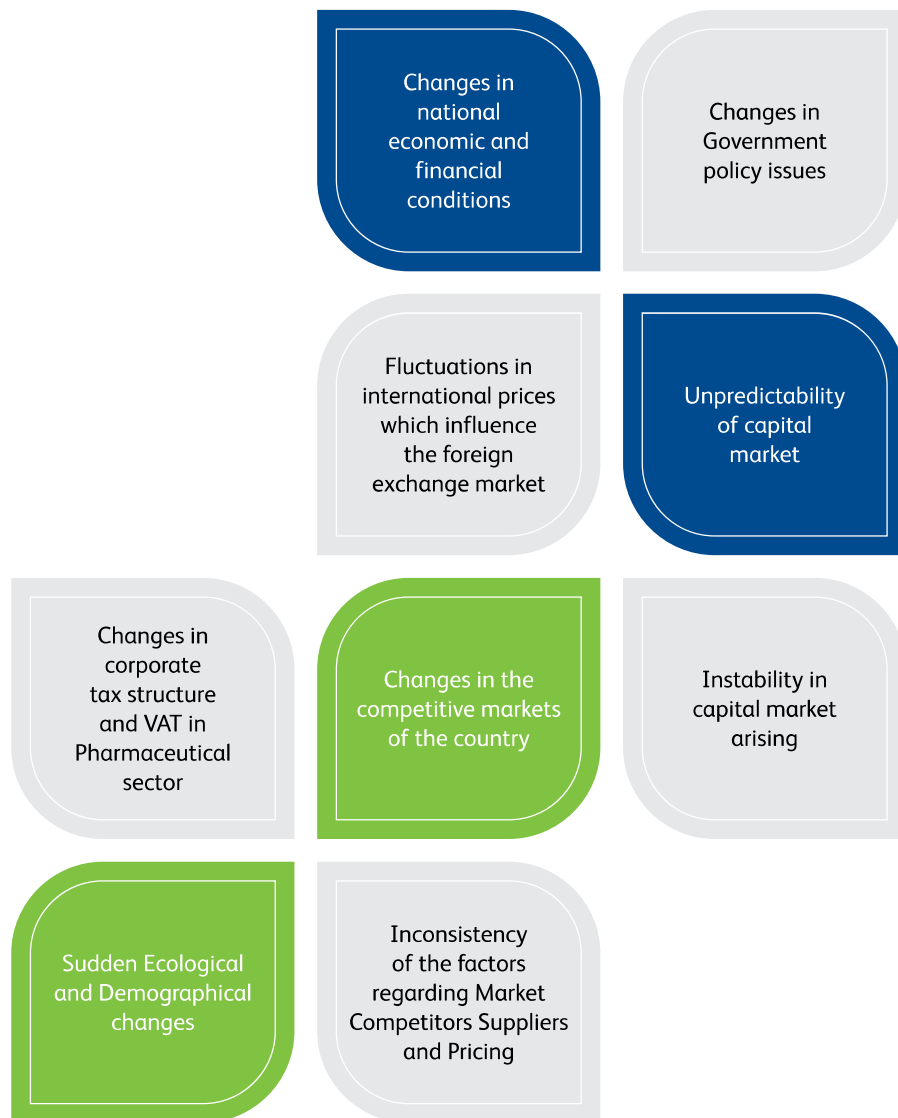 Changes in
national
economic and
financial
conditions
Changes in
Government
policy issues
Fluctuations in
international prices
which influence
the foreign
exchange market
Unpredictability
of capital
market
Changes in
corporate
tax structure
and VAT in
Pharmaceutical
sector
Changes in the
competitive markets
of the country
Instability in
capital market
arising
Sudden Ecological
and Demographical
changes
Inconsistency
of the factors
regarding Market
Competitors Suppliers
and Pricing